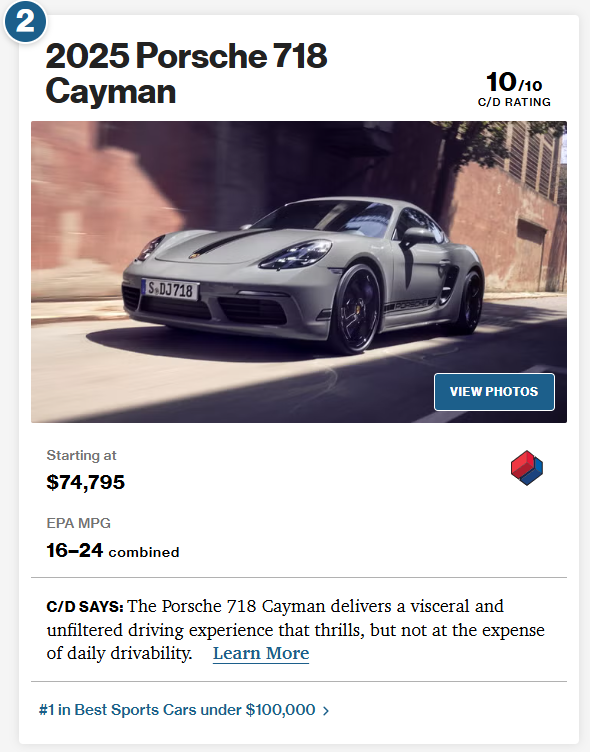 2
2025 Porsche 718
Cayman
10/10
C/D RATING
S DJ718
PORSCHE
VIEW PHOTOS
Starting at
$74,795
EPA MPG
16–24 combined
C/D SAYS: The Porsche 718 Cayman delivers a visceral and
unfiltered driving experience that thrills, but not at the expense
of daily drivability. Learn More
#1 in Best Sports Cars under $100,000 >